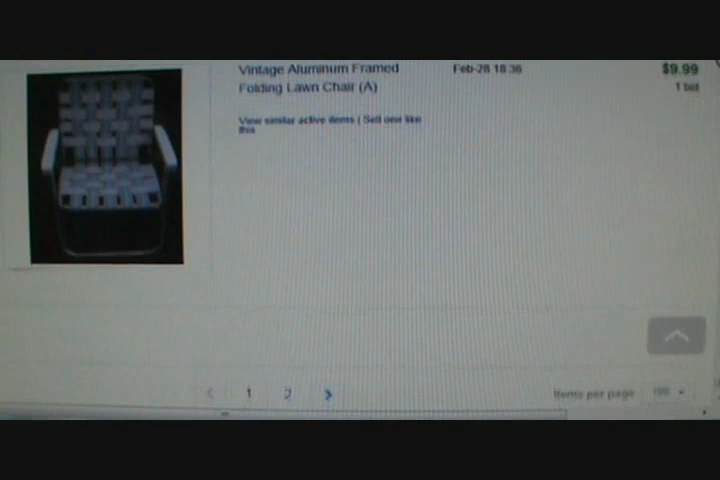 Vintage Aluminum Framed
Folding Lawn Chair (A)
Feb-28 18:36
$9.99
1 bid
View similar active items | Sell one like
this
1 2
Items per page